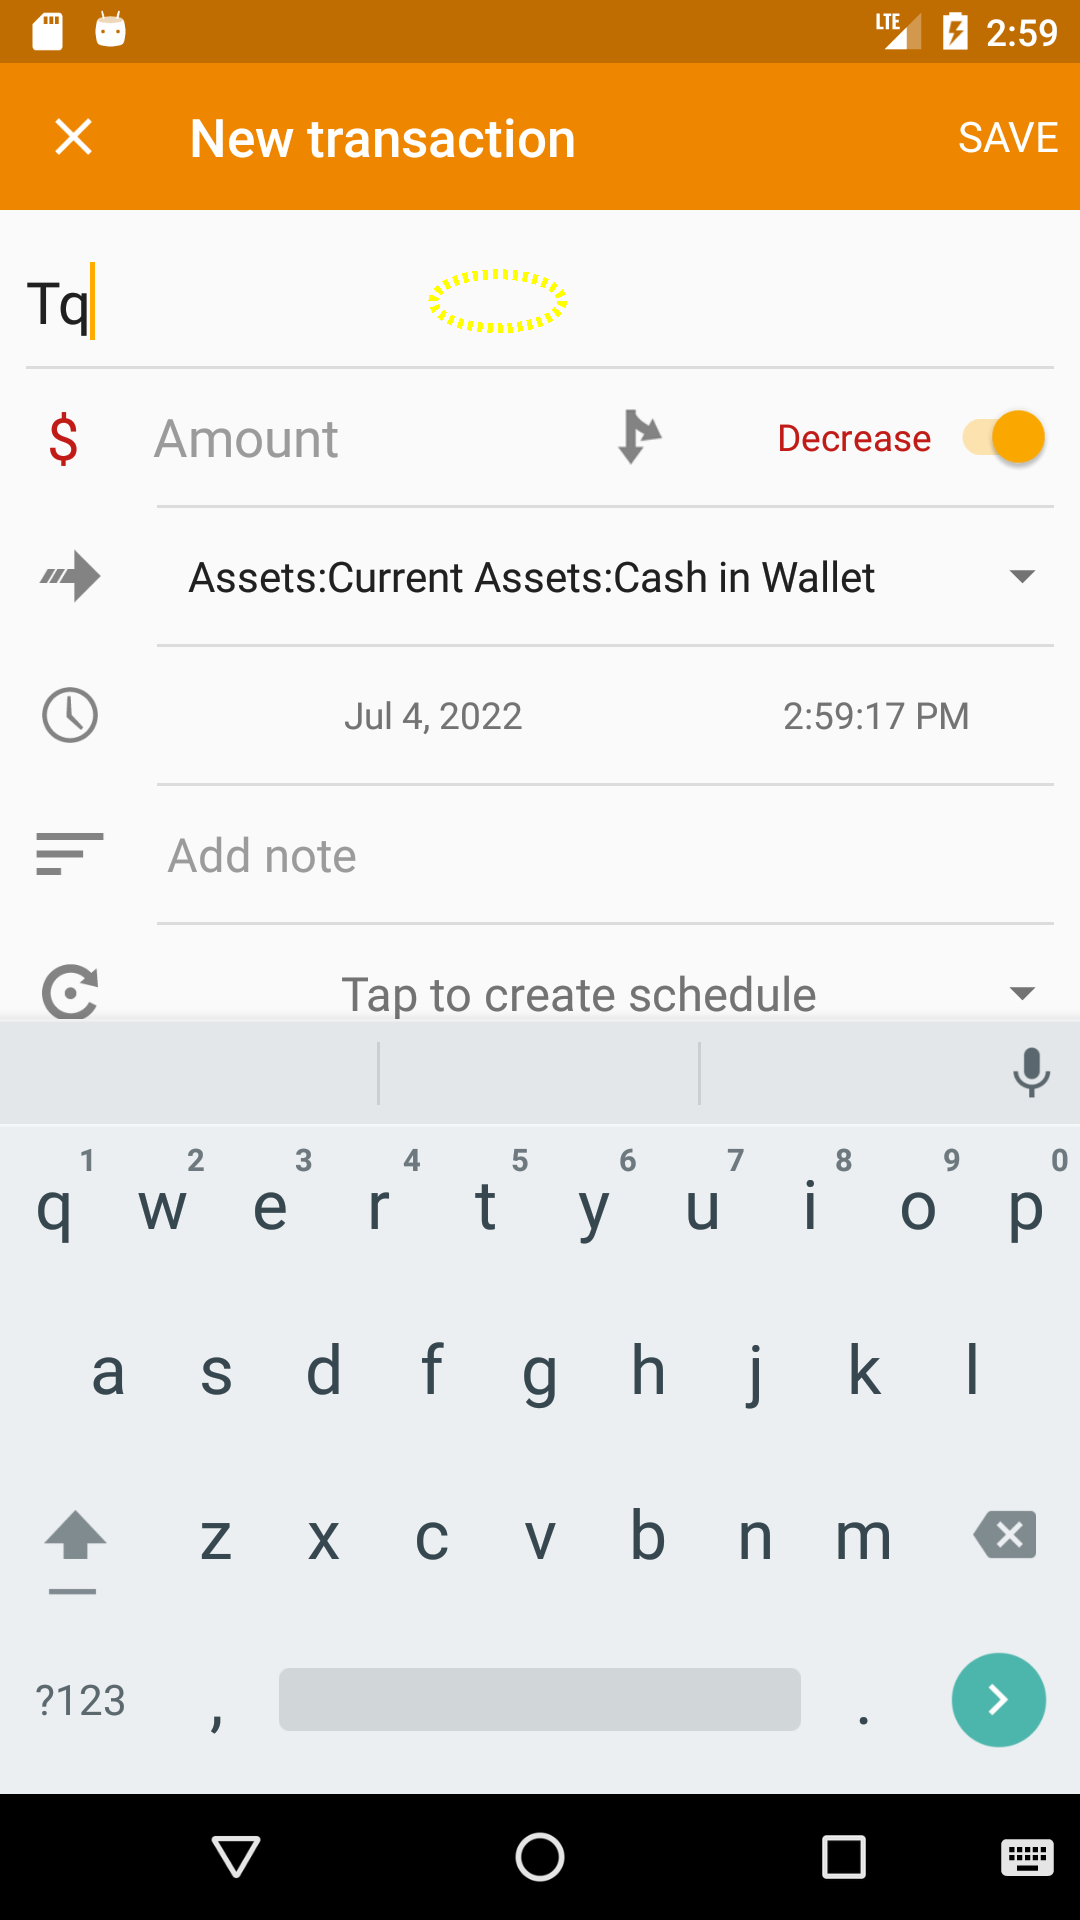 LTE 2:59
New transaction SAVE
Tq
$ Amount Decrease
Assets:Current Assets:Cash in Wallet
Jul 4, 2022 2:59:17 PM
Add note
Tap to create schedule
1 2 3 4 5 6 7 8 9 0
q w e r t y u i o p
a s d f g h j k l
z x c v b n m
?123 , .